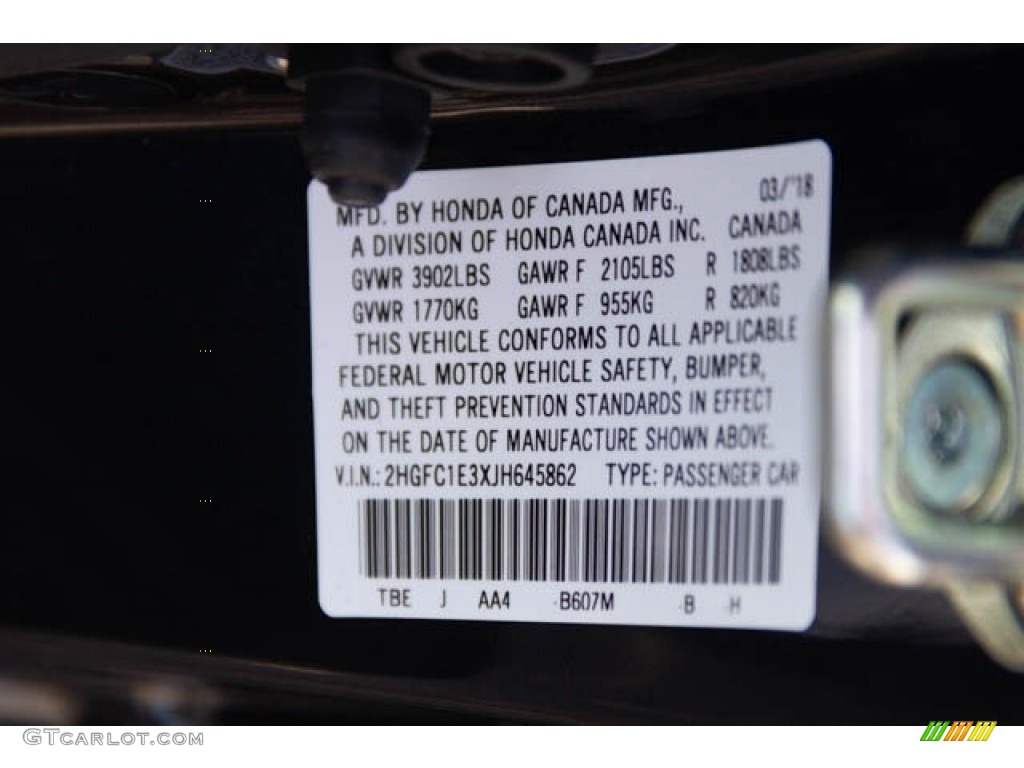 03/'18
MFD. BY HONDA OF CANADA MFG.,
A DIVISION OF HONDA CANADA INC. CANADA
GVWR 3902LBS GAWR F 2105LBS R 1808LBS
GVWR 1770KG GAWR F 955KG R 820KG
THIS VEHICLE CONFORMS TO ALL APPLICABLE
FEDERAL MOTOR VEHICLE SAFETY, BUMPER,
AND THEFT PREVENTION STANDARDS IN EFFECT
ON THE DATE OF MANUFACTURE SHOWN ABOVE.
V.I.N.: 2HGFC1E3XJH645862 TYPE: PASSENGER CAR
TBE J AA4 -B607M -B -H
GTCARLOT.COM